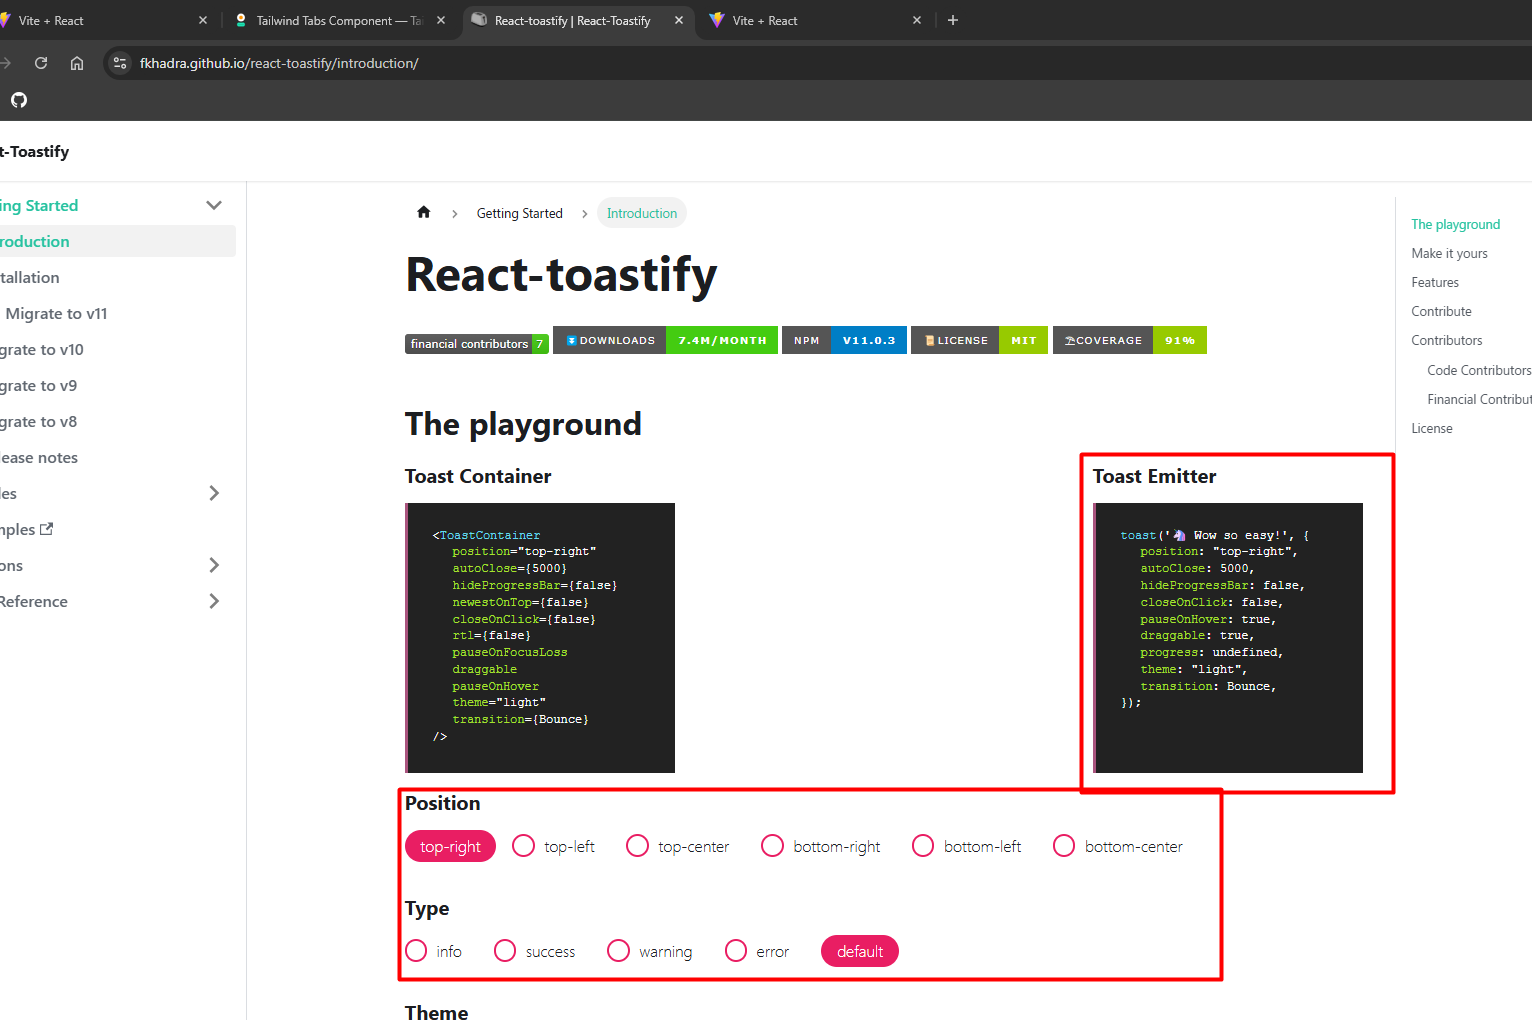 Vite + React
Tailwind Tabs Component — Tai
React-toastify | React-Toastify
Vite + React
fkhadra.github.io/react-toastify/introduction/
t-Toastify
ing Started
roduction
tallation
Migrate to v11
grate to v10
grate to v9
grate to v8
lease notes
les
mples
ons
Reference
Getting Started
Introduction
React-toastify
financial contributors 7
DOWNLOADS 7.4M/MONTH
NPM V11.0.3
LICENSE MIT
COVERAGE 91%
The playground
Toast Container
<ToastContainer
position="top-right"
autoClose={5000}
hideProgressBar={false}
newestOnTop={false}
closeOnClick={false}
rtl={false}
pauseOnFocusLoss
draggable
pauseOnHover
theme="light"
transition={Bounce}
/>
Toast Emitter
toast('🦄 Wow so easy!', {
position: "top-right",
autoClose: 5000,
hideProgressBar: false,
closeOnClick: false,
pauseOnHover: true,
draggable: true,
progress: undefined,
theme: "light",
transition: Bounce,
});
Position
top-right top-left top-center bottom-right bottom-left bottom-center
Type
info success warning error default
Theme
The playground
Make it yours
Features
Contribute
Contributors
Code Contributors
Financial Contribut
License